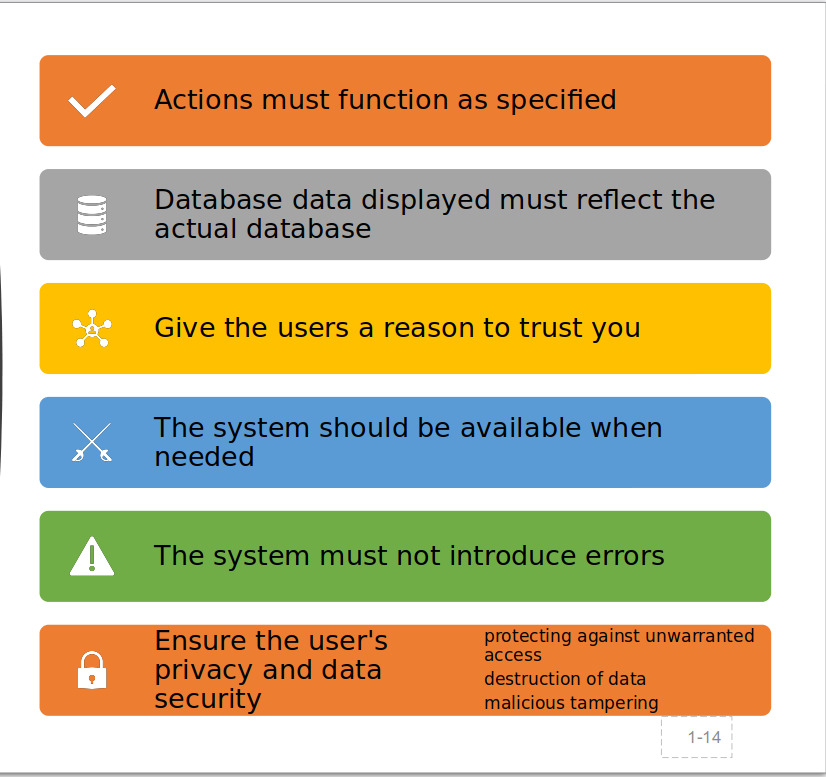 Actions must function as specified
Database data displayed must reflect the
actual database
Give the users a reason to trust you
The system should be available when
needed
The system must not introduce errors
Ensure the user's
privacy and data
security
protecting against unwarranted
access
destruction of data
malicious tampering
1-14